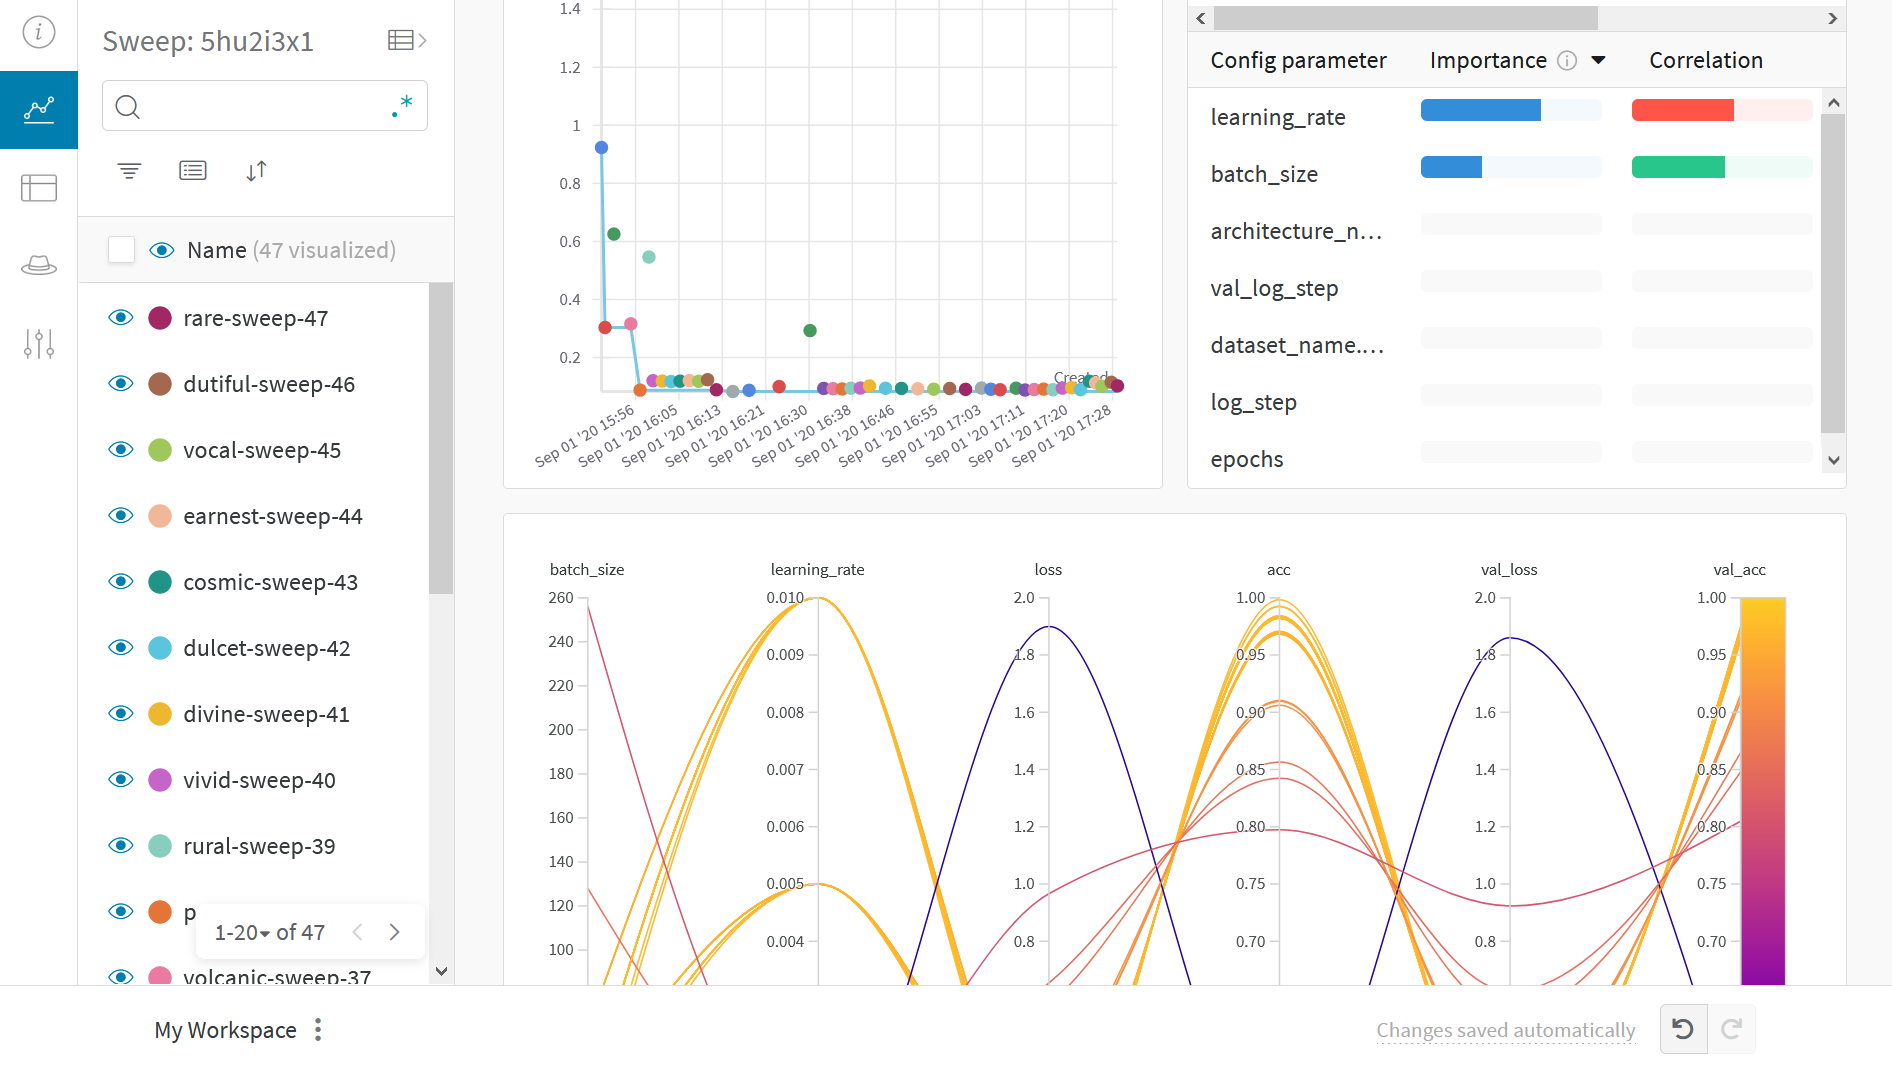 Sweep: 5hu2i3x1
.*
Name (47 visualized)
rare-sweep-47
dutiful-sweep-46
vocal-sweep-45
earnest-sweep-44
cosmic-sweep-43
dulcet-sweep-42
divine-sweep-41
vivid-sweep-40
rural-sweep-39
p
1-20 of 47
volcanic-sweep-37
1.4
1.2
1
0.8
0.6
0.4
0.2
Created
Sep 01 '20 15:56
Sep 01 '20 16:05
Sep 01 '20 16:13
Sep 01 '20 16:21
Sep 01 '20 16:30
Sep 01 '20 16:38
Sep 01 '20 16:46
Sep 01 '20 16:55
Sep 01 '20 17:03
Sep 01 '20 17:11
Sep 01 '20 17:20
Sep 01 '20 17:28
Config parameter Importance i Correlation
learning_rate
batch_size
architecture_n...
val_log_step
dataset_name....
log_step
epochs
batch_size
260
240
220
200
180
160
140
120
100
learning_rate
0.010
0.009
0.008
0.007
0.006
0.005
0.004
loss
2.0
1.8
1.6
1.4
1.2
1.0
0.8
acc
1.00
0.95
0.90
0.85
0.80
0.75
0.70
val_loss
2.0
1.8
1.6
1.4
1.2
1.0
0.8
val_acc
1.00
0.95
0.90
0.85
0.80
0.75
0.70
My Workspace
Changes saved automatically